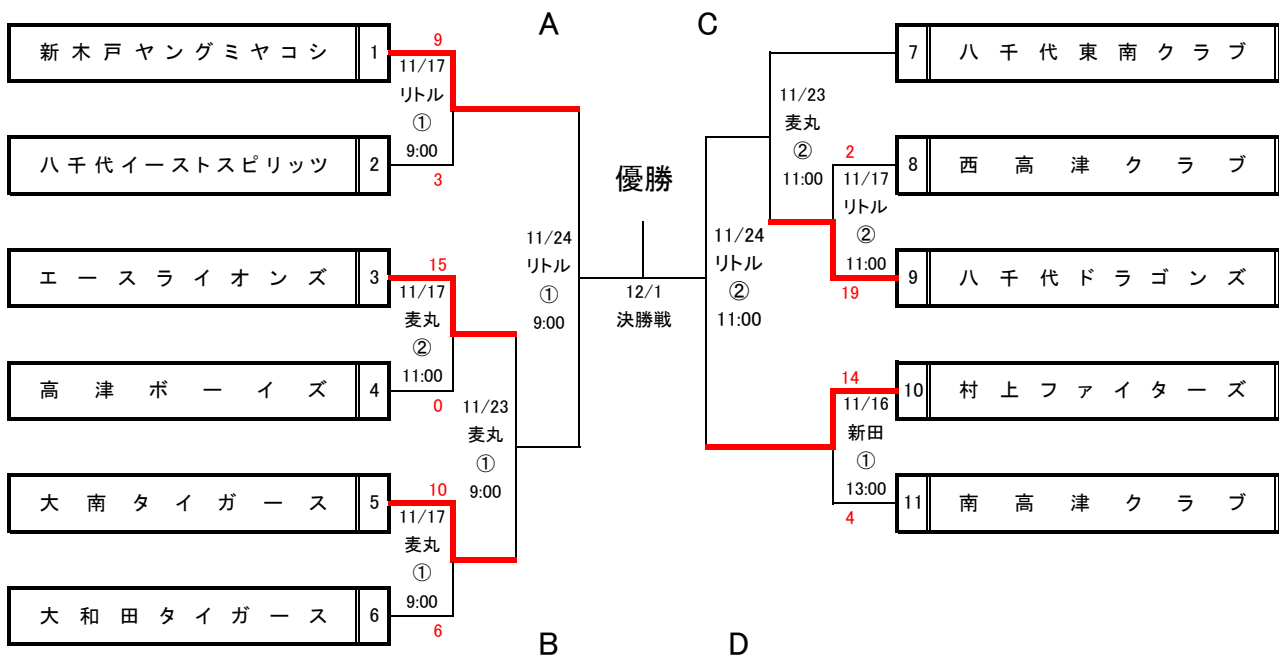 A
C
新木戸ヤングミヤコシ 1
9
11/17
リトル
①
9:00
八千代イーストスピリッツ 2
3
エースライオンズ 3
15
11/17
麦丸
②
11:00
高津ボーイズ 4
0
大南タイガース 5
10
11/17
麦丸
①
9:00
大和田タイガース 6
6
11/23
麦丸
①
9:00
11/24
リトル
①
9:00
優勝
12/1
決勝戦
11/24
リトル
②
11:00
11/23
麦丸
②
11:00
7 八千代東南クラブ
2
8 西高津クラブ
11/17
リトル
②
11:00
19
9 八千代ドラゴンズ
14
10 村上ファイターズ
11/16
新田
①
13:00
4
11 南高津クラブ
B
D